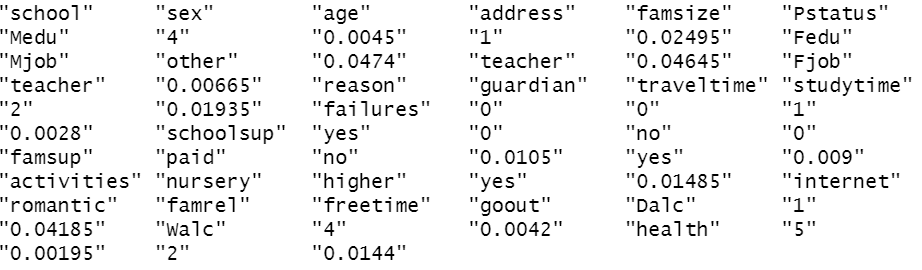 "school" "sex" "age" "address" "famsize" "Pstatus"
"Medu" "4" "0.0045" "1" "0.02495" "Fedu"
"Mjob" "other" "0.0474" "teacher" "0.04645" "Fjob"
"teacher" "0.00665" "reason" "guardian" "traveltime" "studytime"
"2" "0.01935" "failures" "0" "0" "1"
"0.0028" "schoolsup" "yes" "0" "no" "0"
"famsup" "paid" "no" "0.0105" "yes" "0.009"
"activities" "nursery" "higher" "yes" "0.01485" "internet"
"romantic" "famrel" "freetime" "goout" "Dalc" "1"
"0.04185" "Walc" "4" "0.0042" "health" "5"
"0.00195" "2" "0.0144"